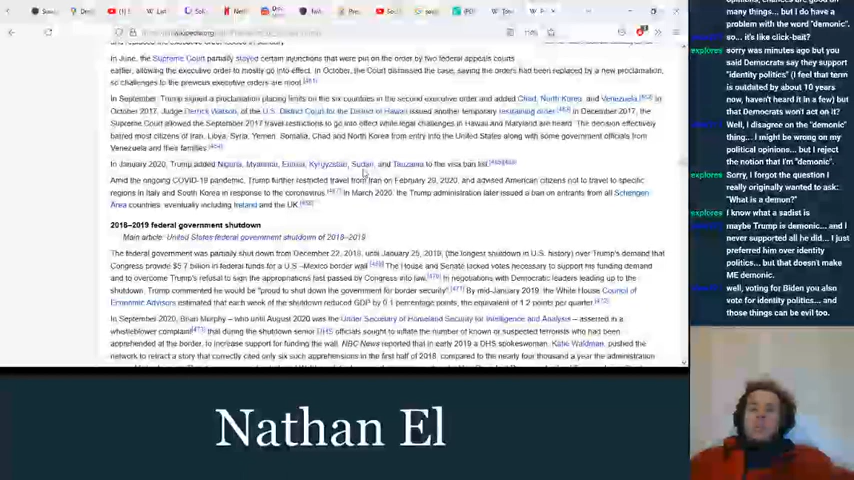 In June, the Supreme Court partially stayed certain injunctions that were put on the order by two federal appeals courts
earlier, allowing the executive order to mostly go into effect. In October, the Court dismissed the case, saying the orders had been replaced by a new proclamation,
so challenges to the previous executive orders are moot.
In September, Trump signed a proclamation placing limits on the six countries in the second executive order and added Chad, North Korea, and Venezuela. In
October 2017, Judge Derrick Watson, of the U.S. District Court for the District of Hawaii issued another temporary restraining order. In December 2017, the
Supreme Court allowed the September 2017 travel restrictions to go into effect while legal challenges in Hawaii and Maryland are heard. The decision effectively
barred most citizens of Iran, Libya, Syria, Yemen, Somalia, Chad and North Korea from entry into the United States along with some government officials from
Venezuela and their families.
In January 2020, Trump added Nigeria, Myanmar, Eritrea, Kyrgyzstan, Sudan, and Tanzania to the visa ban list.
Amid the ongoing COVID-19 pandemic, Trump further restricted travel from Iran on February 29, 2020, and advised American citizens not to travel to specific
regions in Italy and South Korea in response to the coronavirus. In March 2020, the Trump administration later issued a ban on entrants from all Schengen
Area countries, eventually including Ireland and the UK.
2018–2019 federal government shutdown
Main article: United States federal government shutdown of 2018–2019
The federal government was partially shut down from December 22, 2018, until January 25, 2019, (the longest shutdown in U.S. history) over Trump's demand that
Congress provide $5.7 billion in federal funds for a U.S.–Mexico border wall. The House and Senate lacked votes necessary to support his funding demand
and to overcome Trump's refusal to sign the appropriations last passed by Congress into law. In negotiations with Democratic leaders leading up to the
shutdown, Trump commented he would be "proud to shut down the government for border security". By mid-January 2019, the White House Council of
Economic Advisors estimated that each week of the shutdown reduced GDP by 0.1 percentage points, the equivalent of 1.2 points per quarter.
In September 2020, Brian Murphy – who until August 2020 was the Under Secretary of Homeland Security for Intelligence and Analysis – asserted in a
whistleblower complaint that during the shutdown senior DHS officials sought to inflate the number of known or suspected terrorists who had been
apprehended at the border, to increase support for funding the wall. NBC News reported that in early 2019 a DHS spokeswoman, Katie Waldman, pushed the
network to retract a story that correctly cited only six such apprehensions in the first half of 2018, compared to the nearly four thousand a year the administration
many things... but I do have a
problem with the word "demonic".
so... it's like click-bait?
explores sorry was minutes ago but you
said Democrats say they support
"identity politics" (I feel that term
is outdated by about 10 years
now, haven't heard it in a few) but
that Democrats won't act on it?
Well, I disagree on the "demonic"
thing... I might be wrong on my
political opinions... but I reject
the notion that I'm "demonic".
explores Sorry, I forgot the question I
really originally wanted to ask:
"What is a demon?"
explores I know what a sadist is
maybe Trump is demonic... and I
never supported all he did... I just
preferred him over identity
politics... but that doesn't make
ME demonic.
well, voting for Biden you also
vote for identity politics... and
those things can be evil too.
Nathan El